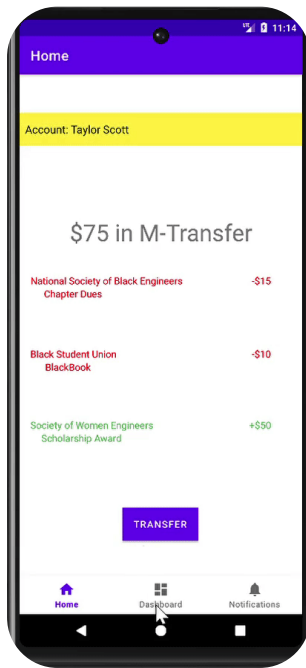 LTE 11:14
Home
Account: Taylor Scott
$75 in M-Transfer
National Society of Black Engineers -$15
Chapter Dues
Black Student Union -$10
BlackBook
Society of Women Engineers +$50
Scholarship Award
TRANSFER
Home Dashboard Notifications